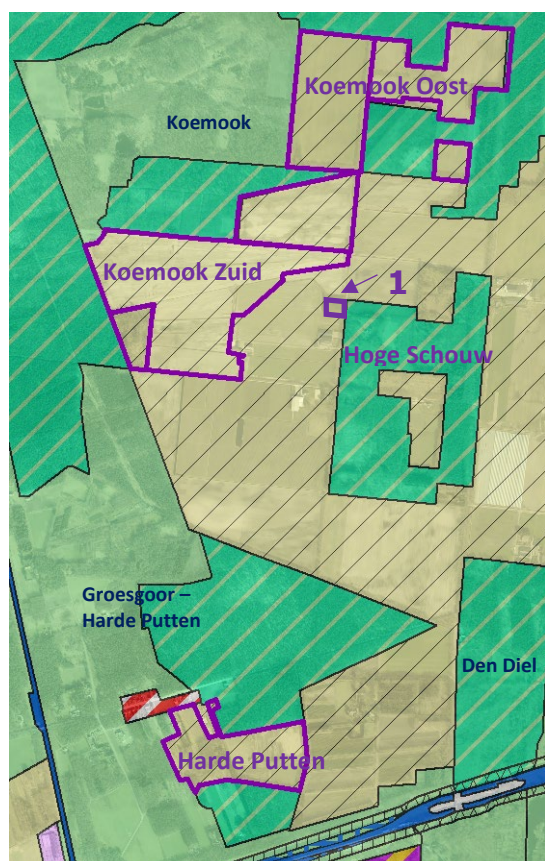 Koemook Oost
Koemook
Koemook Zuid
1
Hoge Schouw
Groesgoor –
Harde Putten
Den Diel
Harde Putten